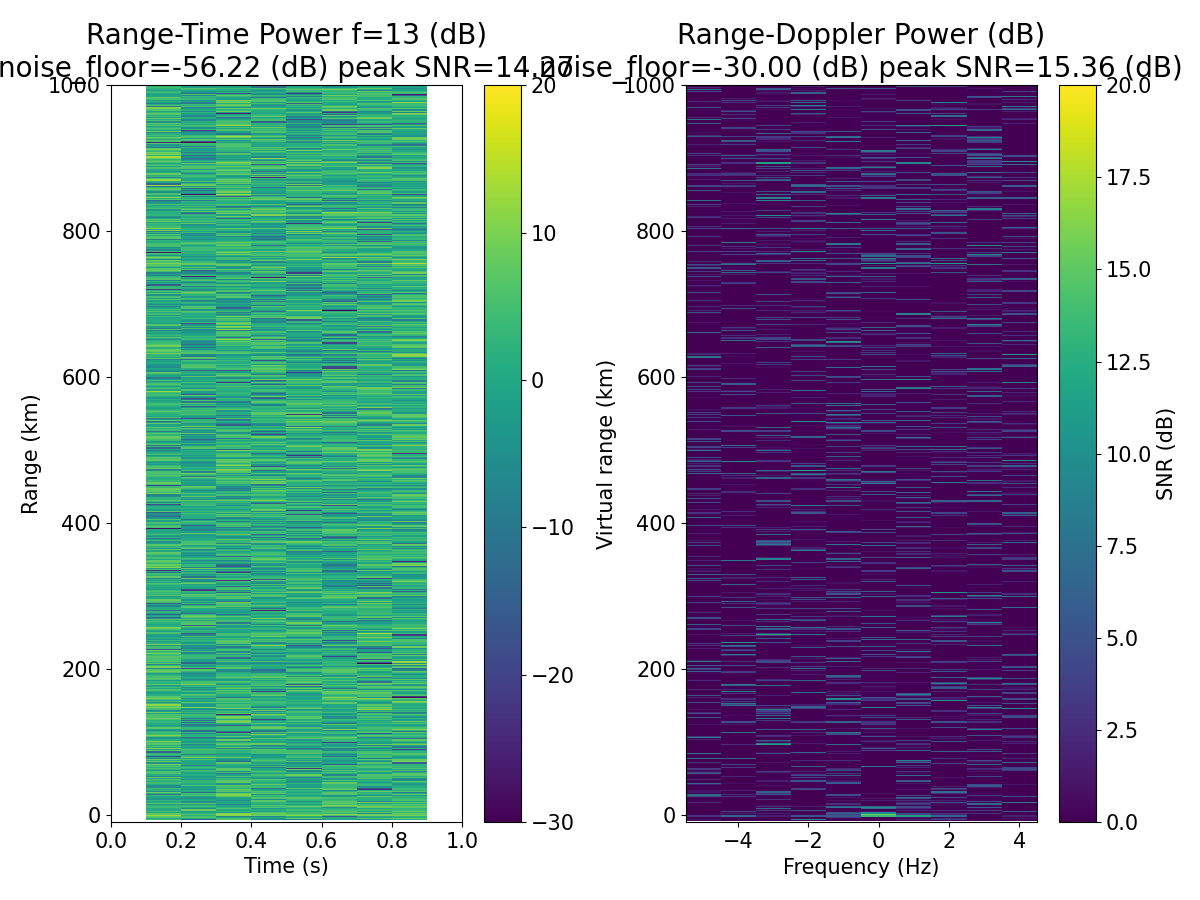 Range-Time Power f=13 (dB)
noise_floor=-56.22 (dB) peak SNR=14.27
Range-Doppler Power (dB)
noise_floor=-30.00 (dB) peak SNR=15.36 (dB)
1000
800
600
400
200
0
Range (km)
0.0 0.2 0.4 0.6 0.8 1.0
Time (s)
20
10
0
−10
−20
−30
1000
800
600
400
200
0
Virtual range (km)
−4 −2 0 2 4
Frequency (Hz)
20.0
17.5
15.0
12.5
10.0
7.5
5.0
2.5
0.0
SNR (dB)